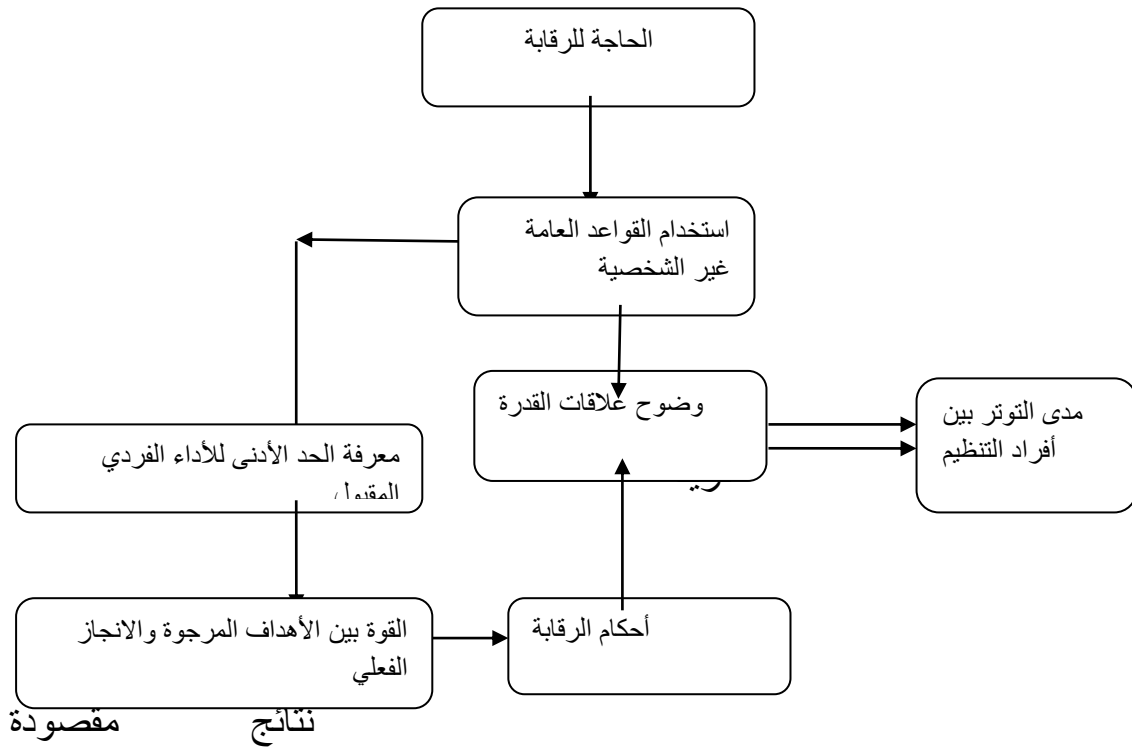 الحاجة للرقابة
استخدام القواعد العامة
غير الشخصية
وضوح علاقات القدرة
مدى التوتر بين
أفراد التنظيم
معرفة الحد الأدنى للأداء الفردي
المقبول
القوة بين الأهداف المرجوة والانجاز
الفعلي
أحكام الرقابة
نتائج مقصودة